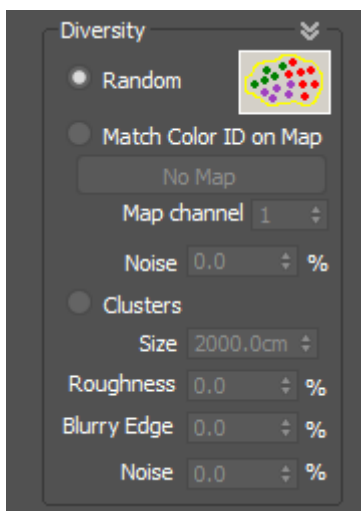 Diversity
Random
Match Color ID on Map
No Map
Map channel 1
Noise 0.0 %
Clusters
Size 2000.0cm
Roughness 0.0 %
Blurry Edge 0.0 %
Noise 0.0 %